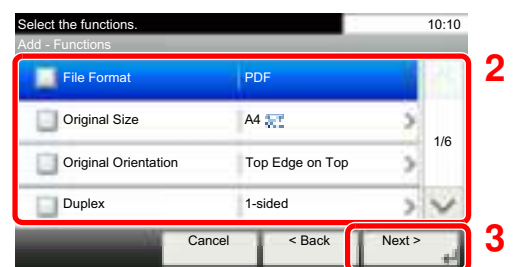 Select the functions. 10:10
Add - Functions
File Format PDF
2
Original Size A4
1/6
Original Orientation Top Edge on Top
Duplex 1-sided
Cancel < Back Next >
3